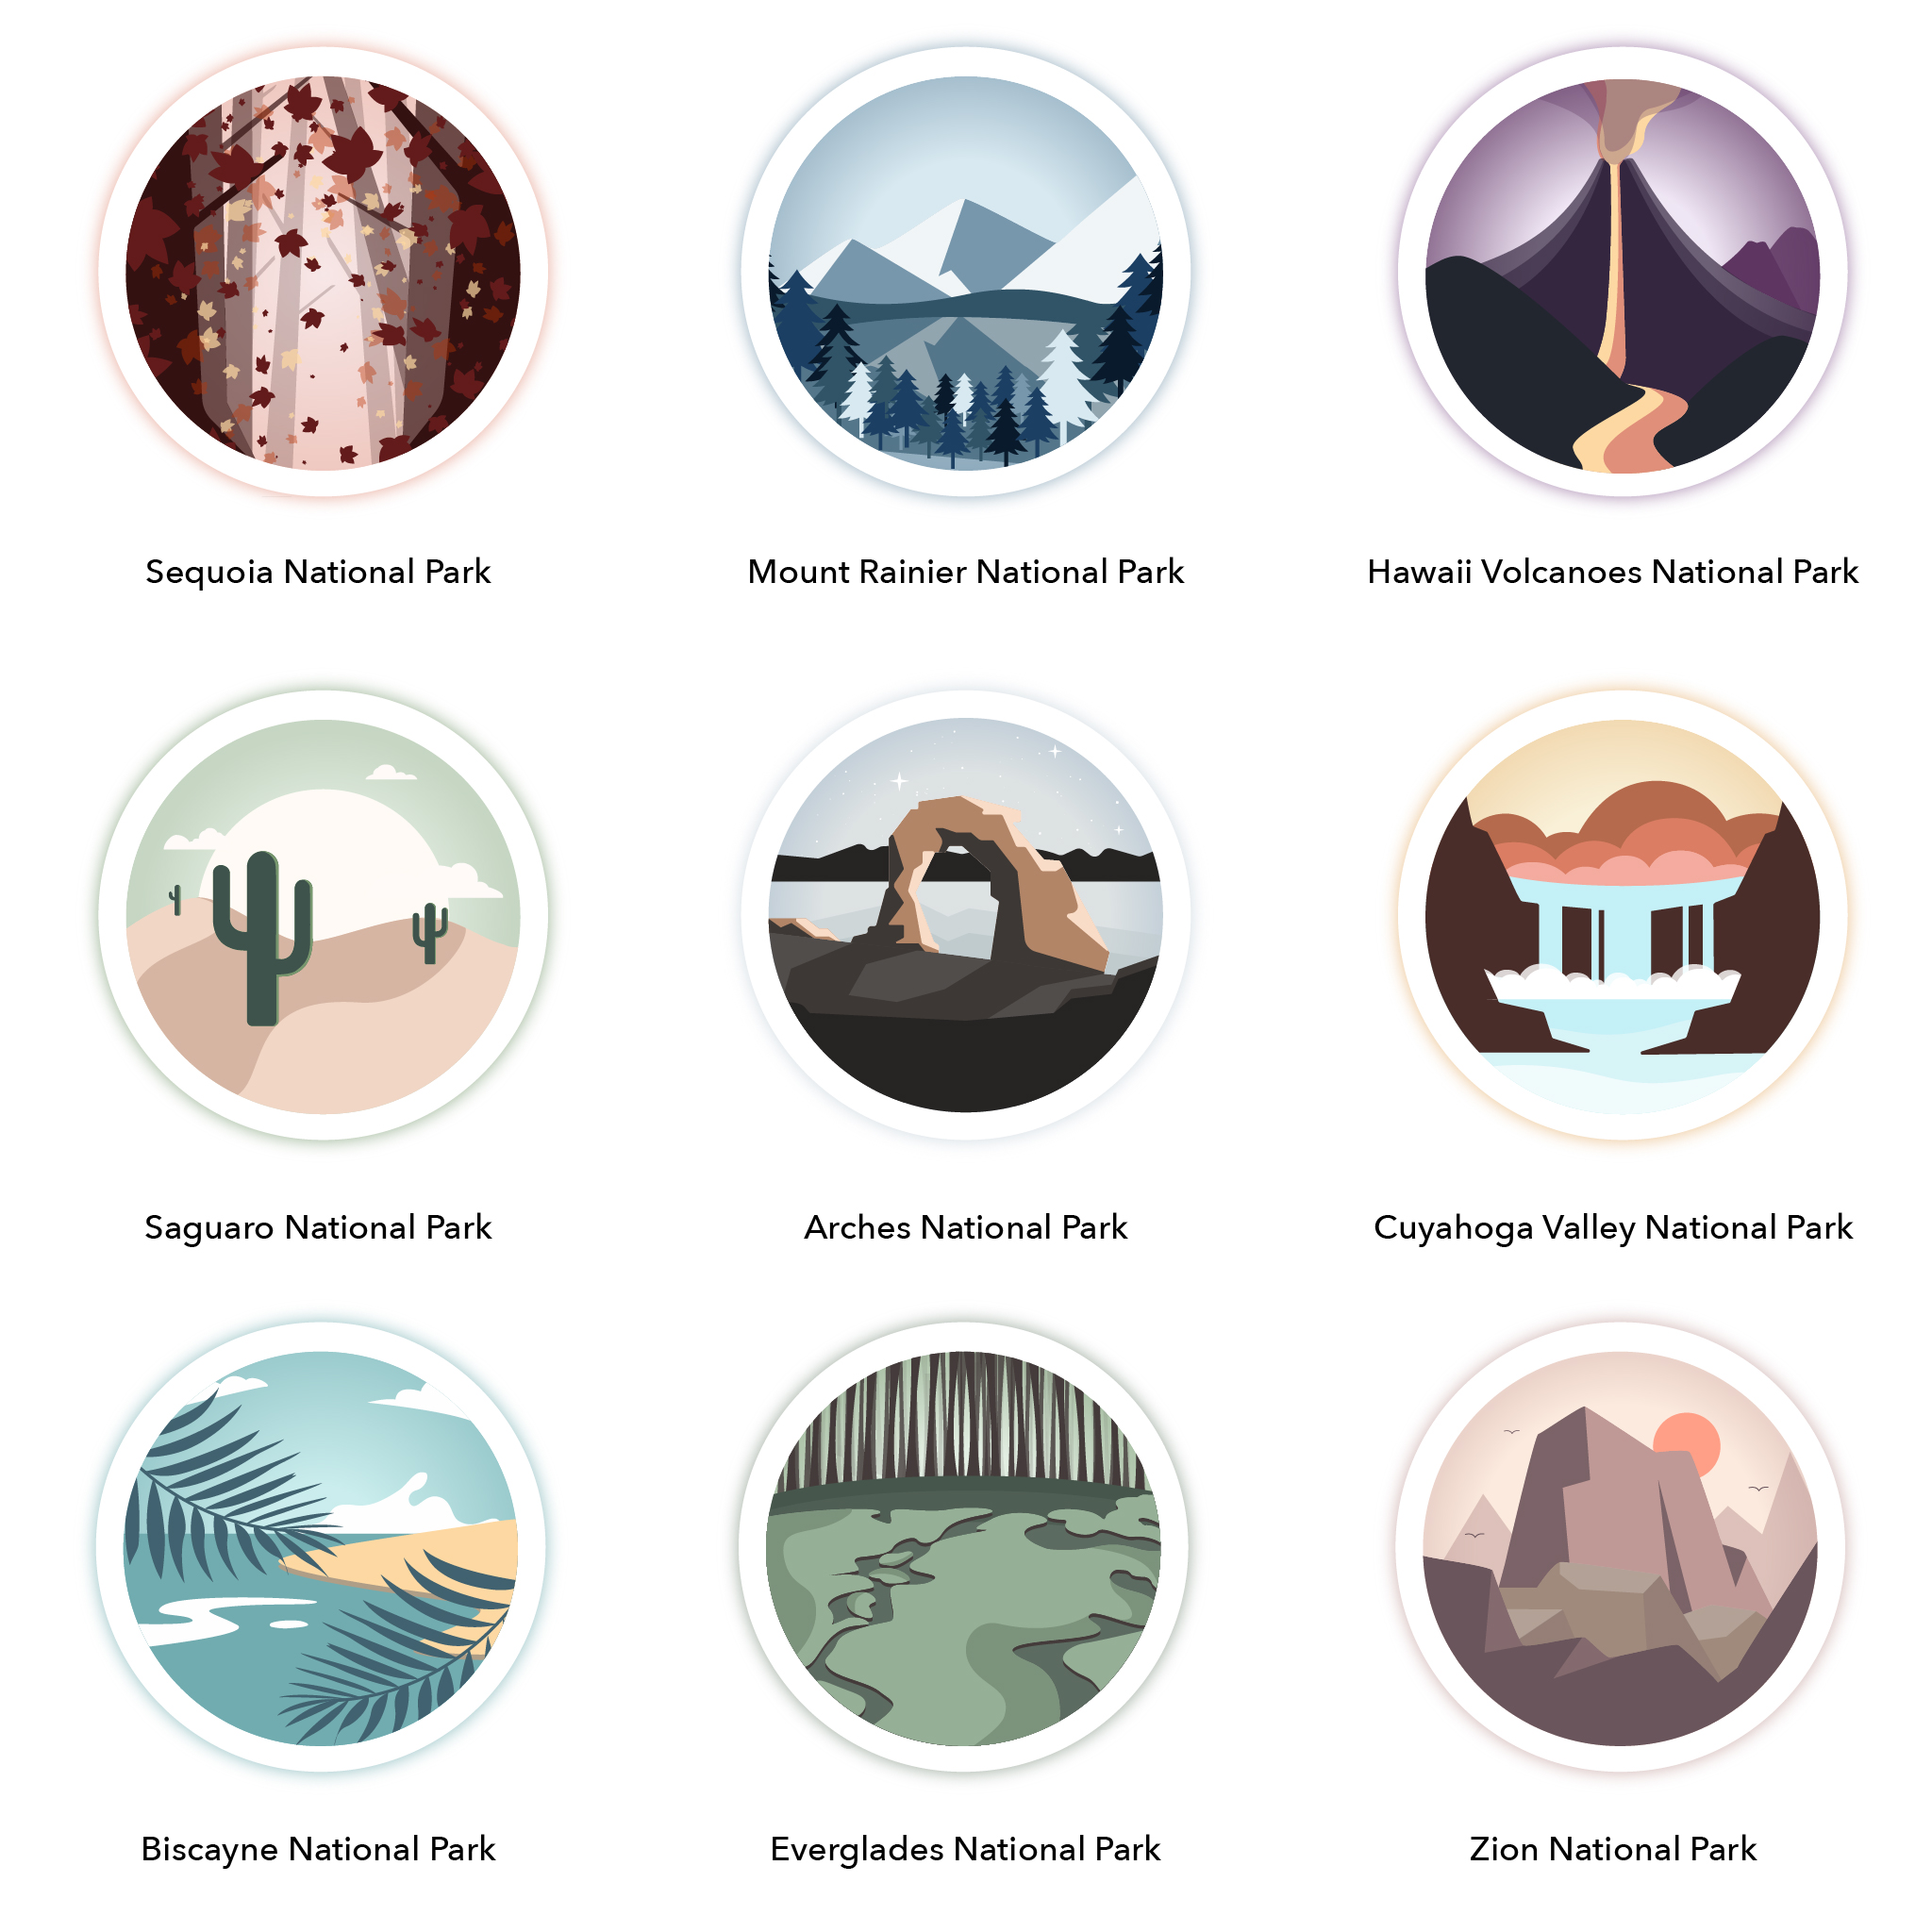 Sequoia National Park
Mount Rainier National Park
Hawaii Volcanoes National Park
Saguaro National Park
Arches National Park
Cuyahoga Valley National Park
Biscayne National Park
Everglades National Park
Zion National Park